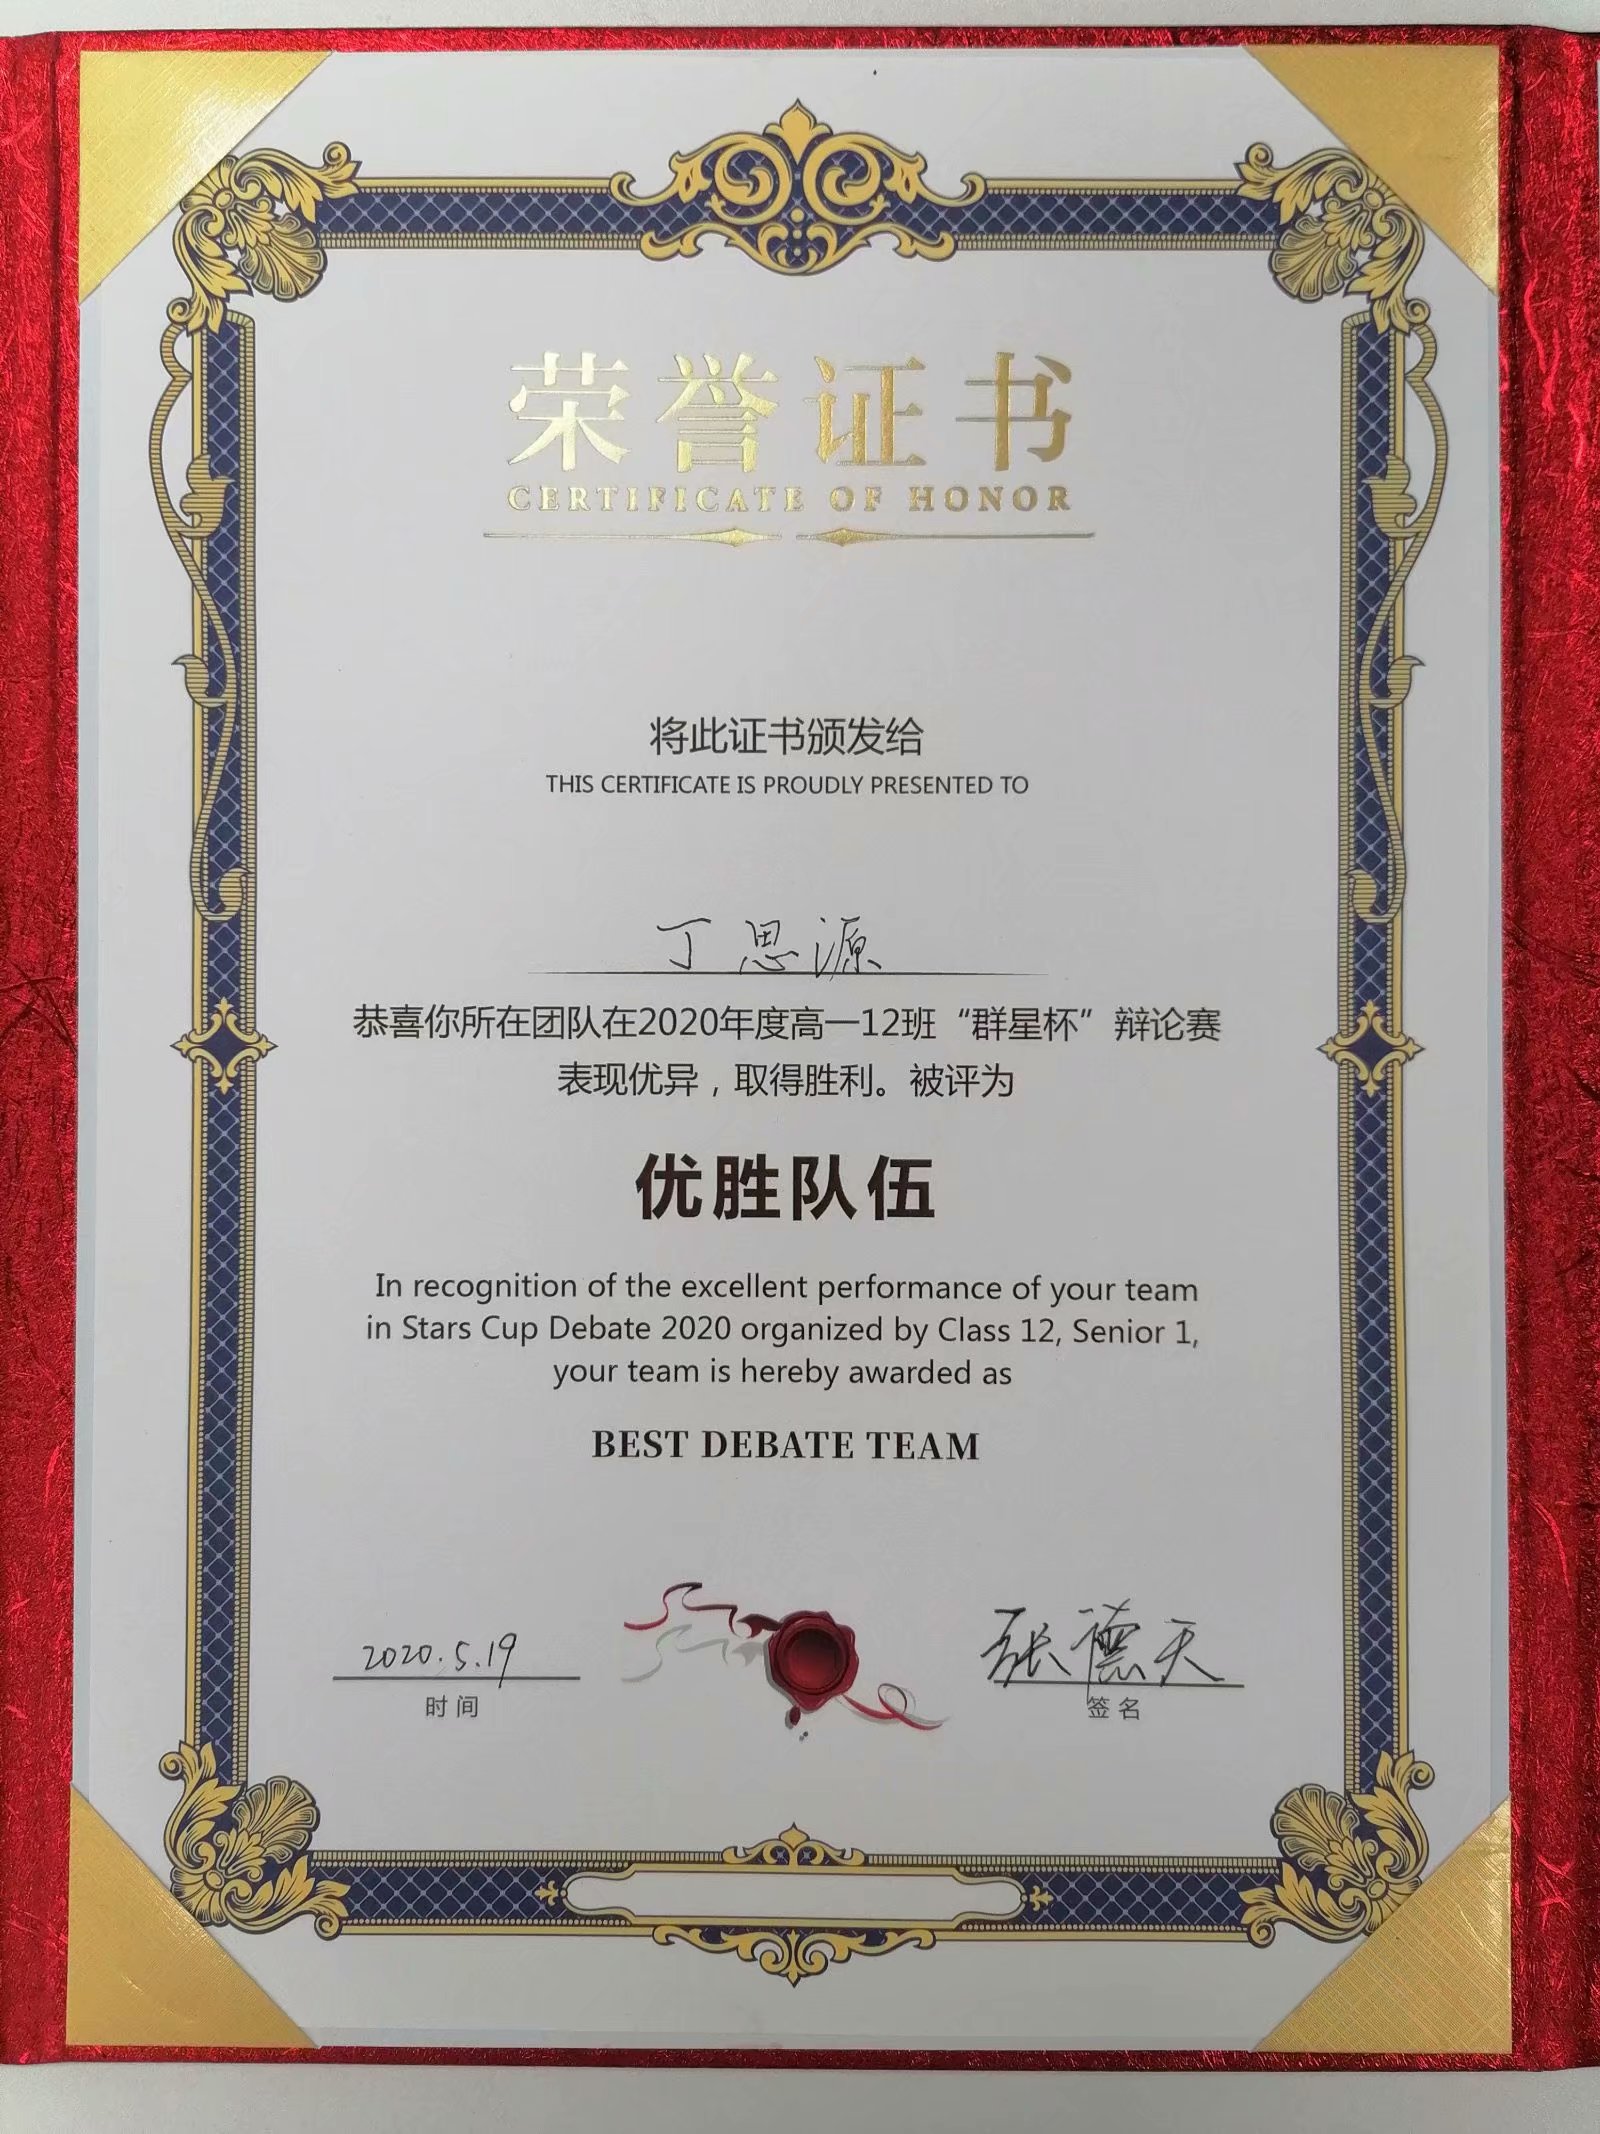 荣誉证书
CERTIFICATE OF HONOR
将此证书颁发给
THIS CERTIFICATE IS PROUDLY PRESENTED TO
丁思源
恭喜你所在团队在2020年度高一12班“群星杯”辩论赛
表现优异，取得胜利。被评为
优胜队伍
In recognition of the excellent performance of your team
in Stars Cup Debate 2020 organized by Class 12, Senior 1,
your team is hereby awarded as
BEST DEBATE TEAM
2020.5.19
张德天
时间
签名